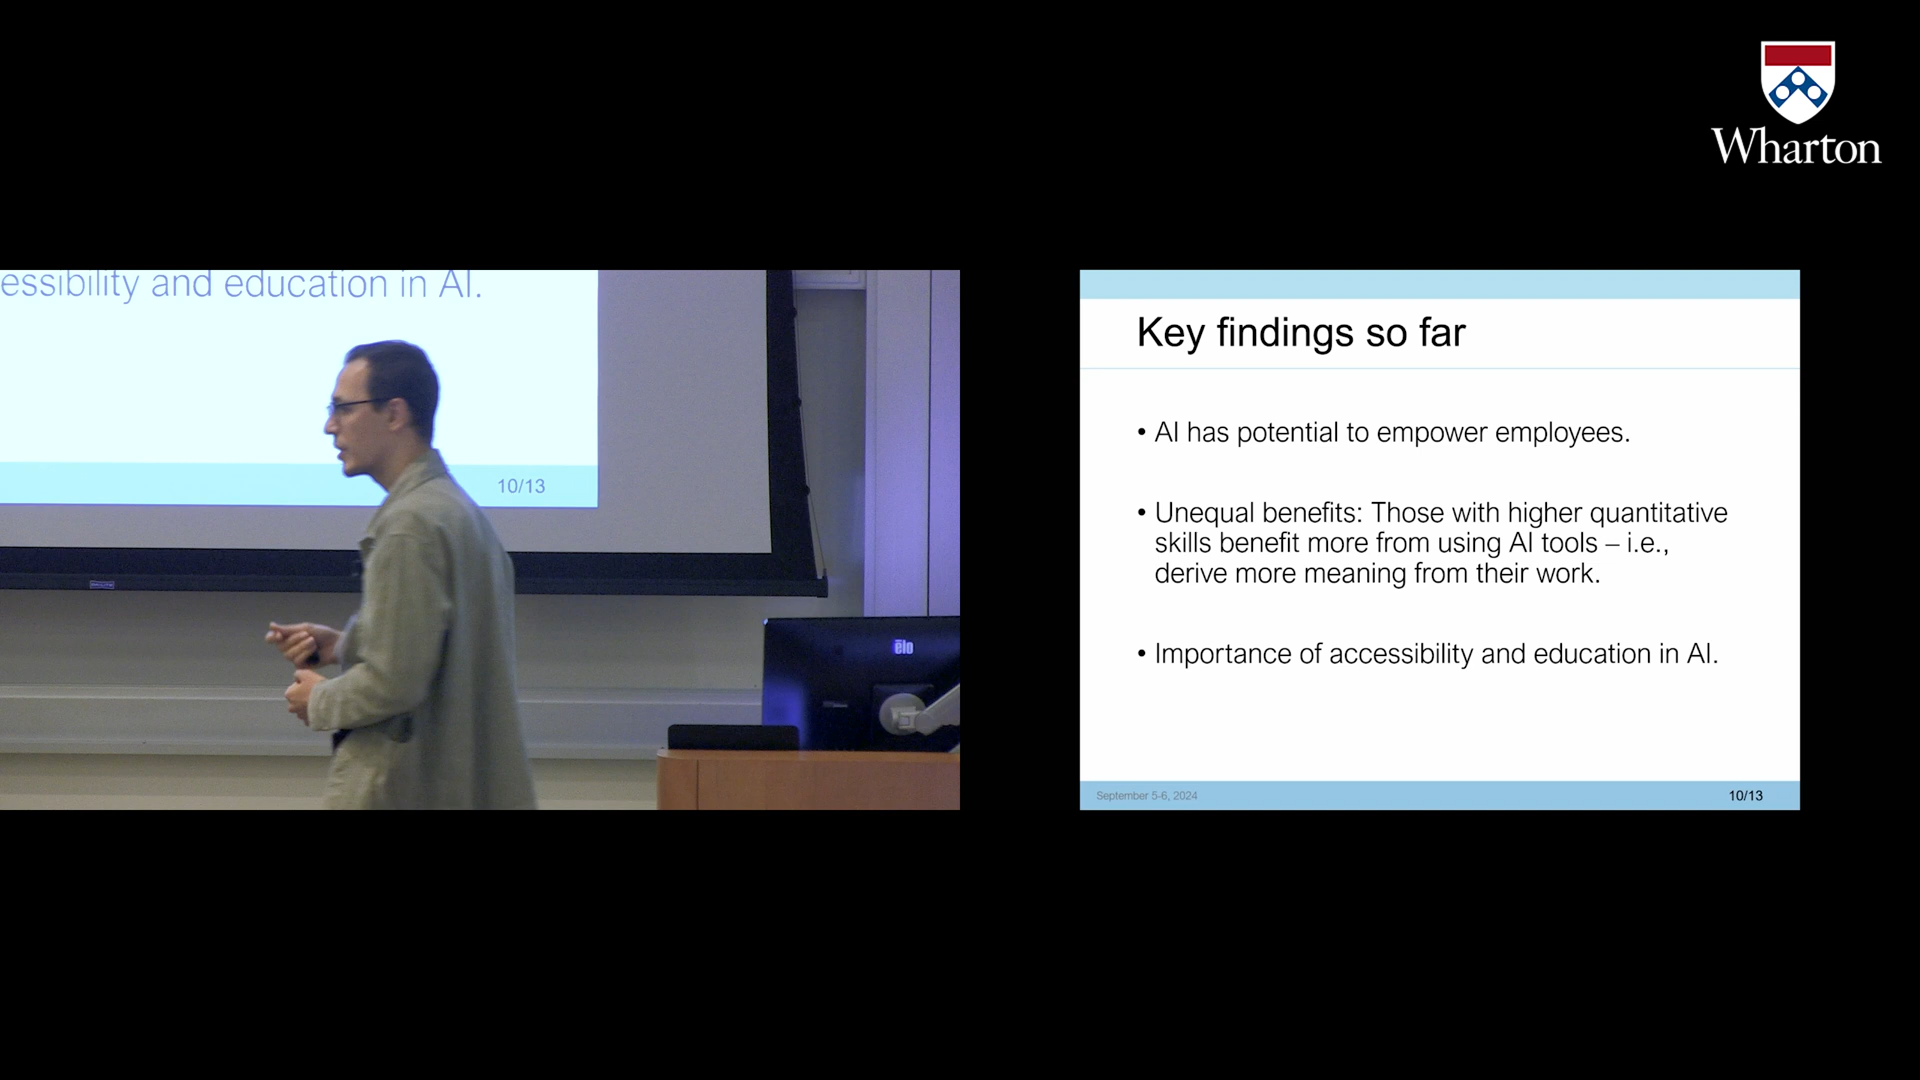 Wharton
essibility and education in AI.
10/13
ēlo
Key findings so far
• AI has potential to empower employees.
• Unequal benefits: Those with higher quantitative
skills benefit more from using AI tools – i.e.,
derive more meaning from their work.
• Importance of accessibility and education in AI.
September 5-6, 2024
10/13